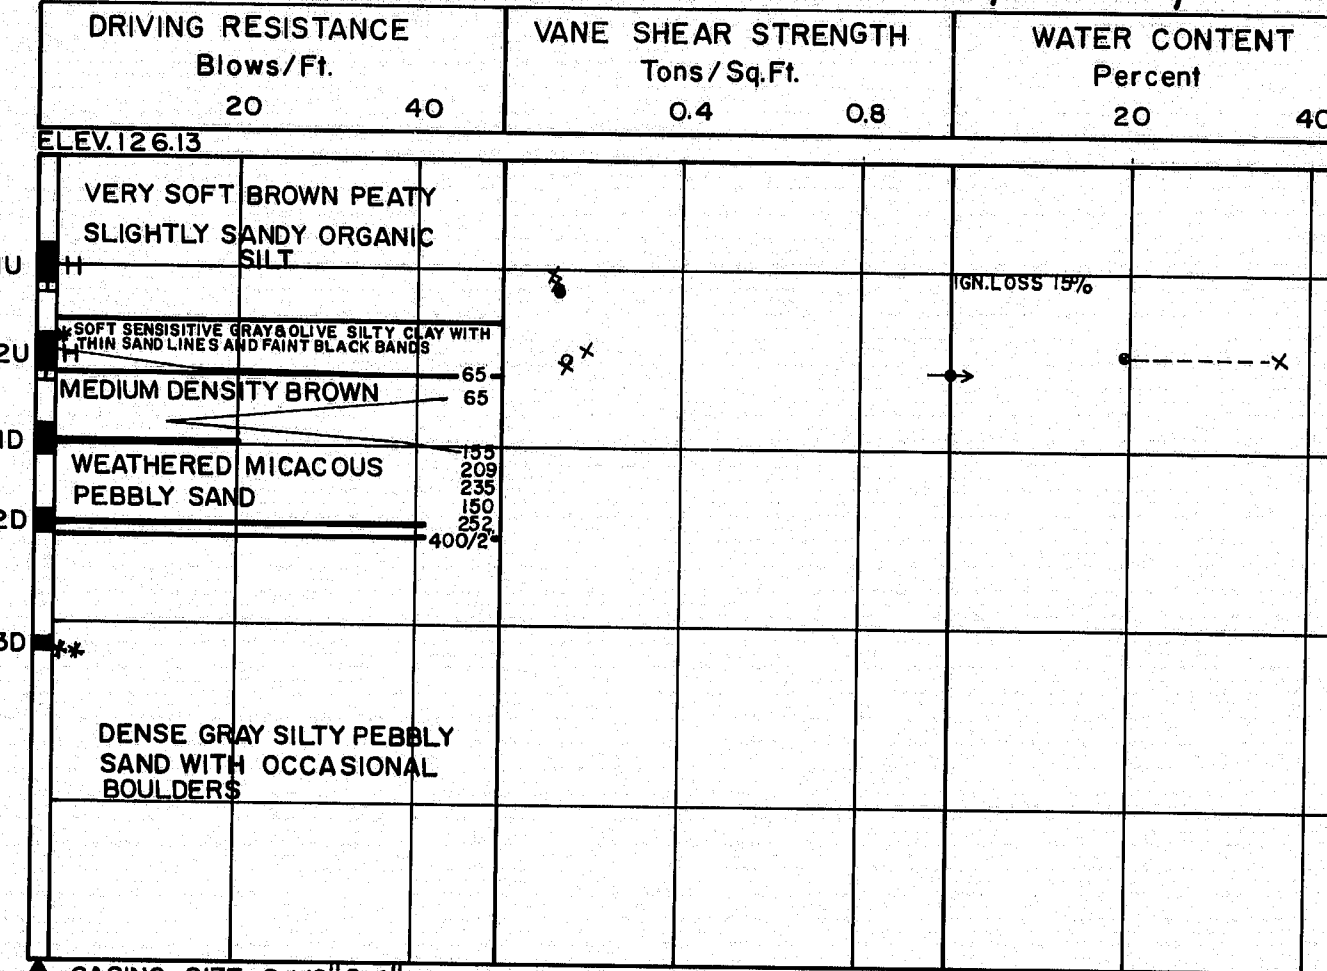 DRIVING RESISTANCE
Blows/Ft.
20 40
VANE SHEAR STRENGTH
Tons/Sq.Ft.
0.4 0.8
WATER CONTENT
Percent
20 40
ELEV.126.13
VERY SOFT BROWN PEATY
SLIGHTLY SANDY ORGANIC
SILT
IGN.LOSS 15%
*SOFT SENSISITIVE GRAY&OLIVE SILTY CLAY WITH
THIN SAND LINES AND FAINT BLACK BANDS
2U
65
MEDIUM DENSITY BROWN
65
155
WEATHERED MICACOUS
209
235
PEBBLY SAND
150
2D
252
400/2"
3D
**
DENSE GRAY SILTY PEBBLY
SAND WITH OCCASIONAL
BOULDERS